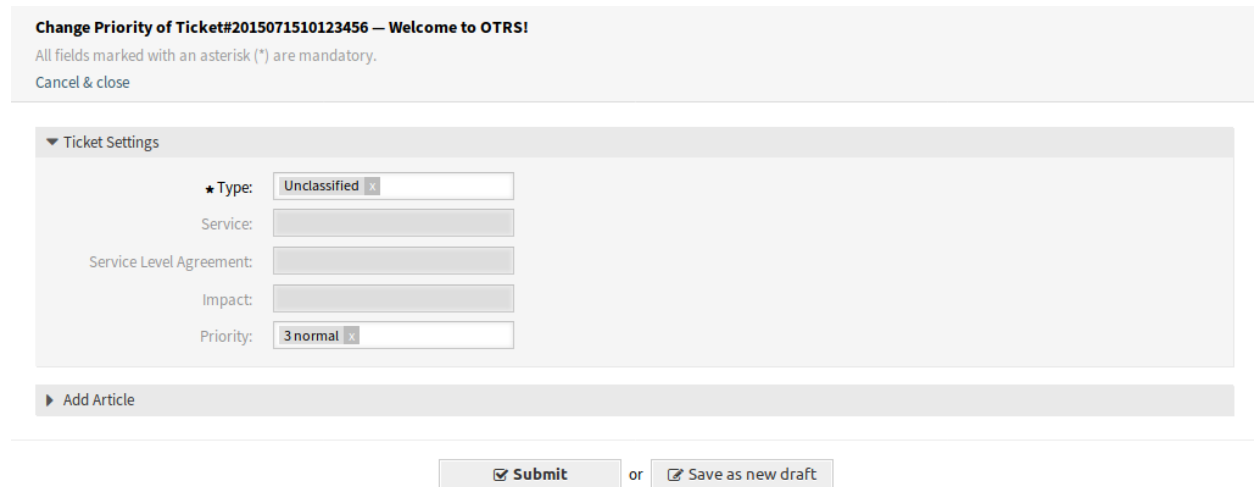 Change Priority of Ticket#2015071510123456 — Welcome to OTRS!
All fields marked with an asterisk (*) are mandatory.
Cancel & close
Ticket Settings
★ Type: Unclassified x
Service:
Service Level Agreement:
Impact:
Priority: 3 normal x
Add Article
Submit or Save as new draft